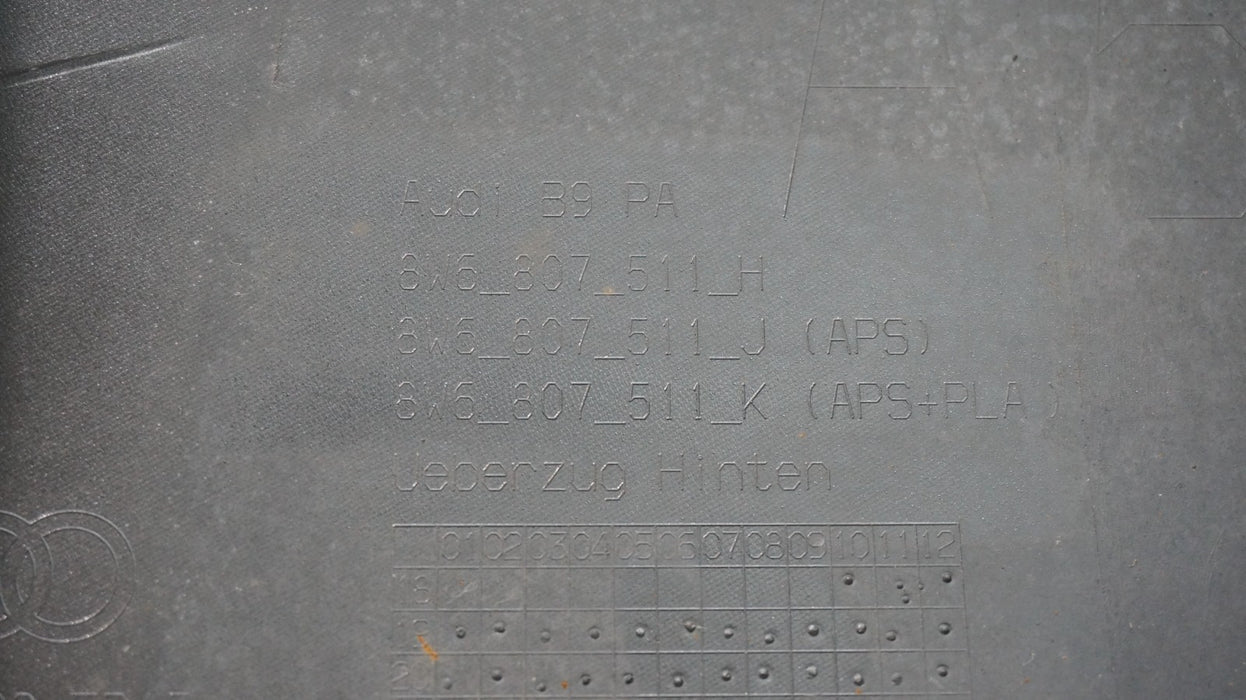 Audi B9 PA
8W6_807_511_H
8W6_807_511_J (APS)
8W6_807_511_K (APS+PLA)
Ueberzug Hinten
01 02 03 04 05 06 07 08 09 10 11 12
18